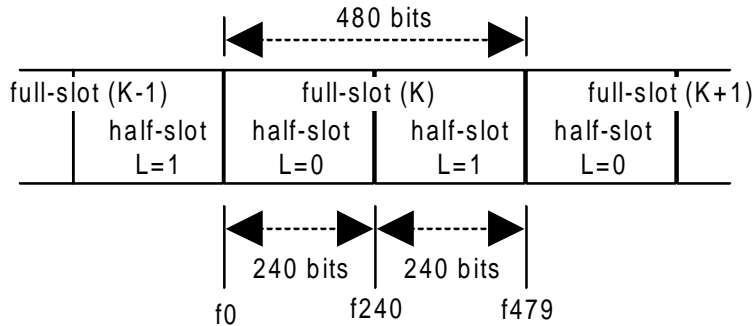 480 bits
full-slot (K-1) full-slot (K) full-slot (K+1)
half-slot half-slot half-slot half-slot
L=1 L=0 L=1 L=0
240 bits 240 bits
f0 f240 f479